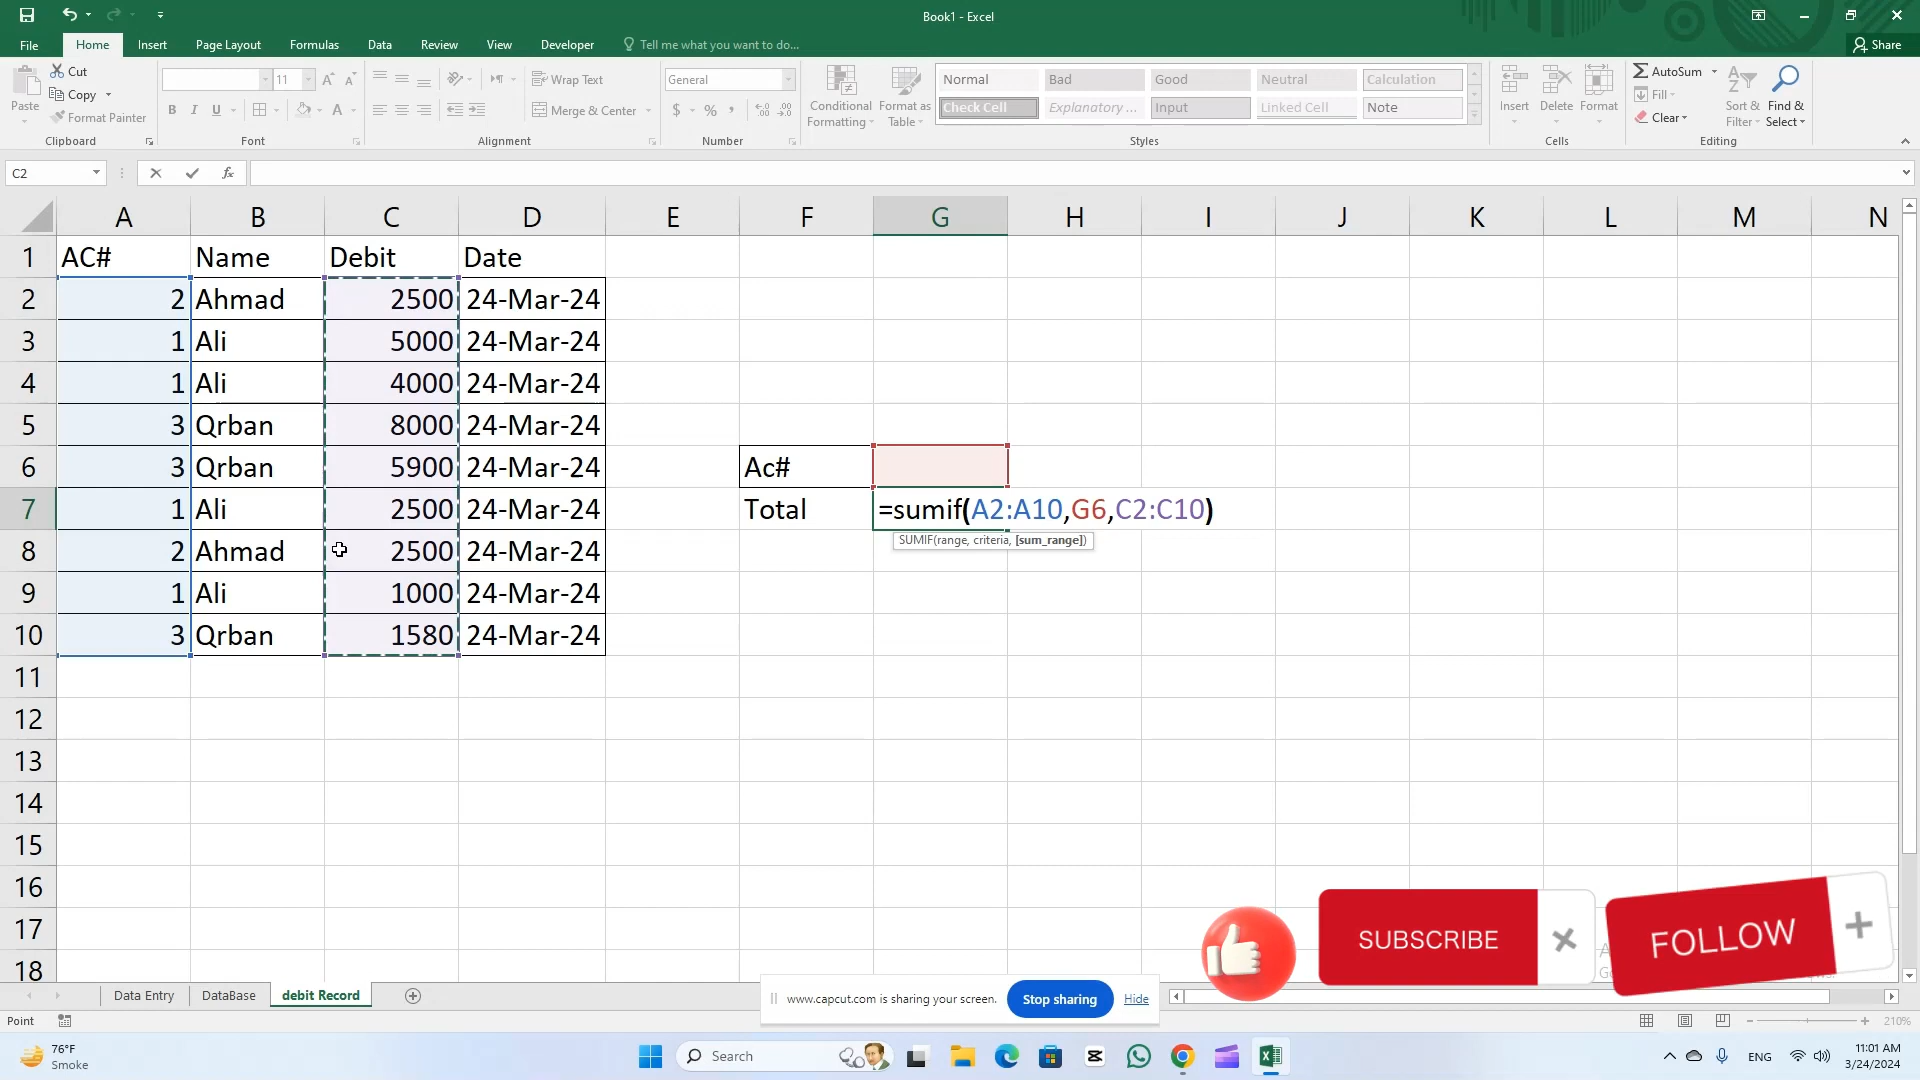 Book1 - Excel
File Home Insert Page Layout Formulas Data Review View Developer Tell me what you want to do... Share
Paste Cut Copy Format Painter Clipboard
11 B I U A Font
Wrap Text Merge & Center Alignment
General $ % , Number
Conditional Formatting Format as Table
Normal Bad Good Neutral Calculation
Check Cell Explanatory ... Input Linked Cell Note
Styles
Insert Delete Format Cells
AutoSum Fill Clear Sort & Filter Find & Select Editing
C2 fx
A B C D E F G H I J K L M N
1 AC# Name Debit Date
2 2 Ahmad 2500 24-Mar-24
3 1 Ali 5000 24-Mar-24
4 1 Ali 4000 24-Mar-24
5 3 Qrban 8000 24-Mar-24
6 3 Qrban 5900 24-Mar-24 Ac#
7 1 Ali 2500 24-Mar-24 Total =sumif(A2:A10,G6,C2:C10)
SUMIF(range, criteria, [sum_range])
8 2 Ahmad 2500 24-Mar-24
9 1 Ali 1000 24-Mar-24
10 3 Qrban 1580 24-Mar-24
11
12
13
14
15
16
17
18
SUBSCRIBE FOLLOW
Data Entry DataBase debit Record
www.capcut.com is sharing your screen. Stop sharing Hide
Point 210%
76°F
Smoke
Search
ENG
11:01 AM
3/24/2024